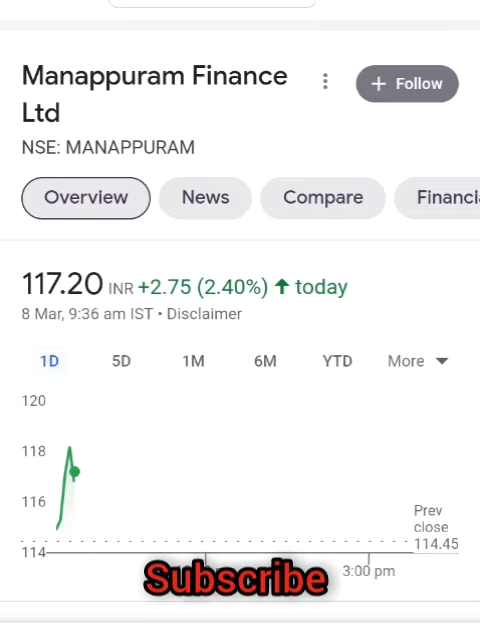 Manappuram Finance
Ltd
+ Follow
NSE: MANAPPURAM
Overview News Compare Financi
117.20 INR +2.75 (2.40%) ↑ today
8 Mar, 9:36 am IST • Disclaimer
1D 5D 1M 6M YTD More
120
118
116
Prev
close
114.45
114
3:00 pm
Subscribe